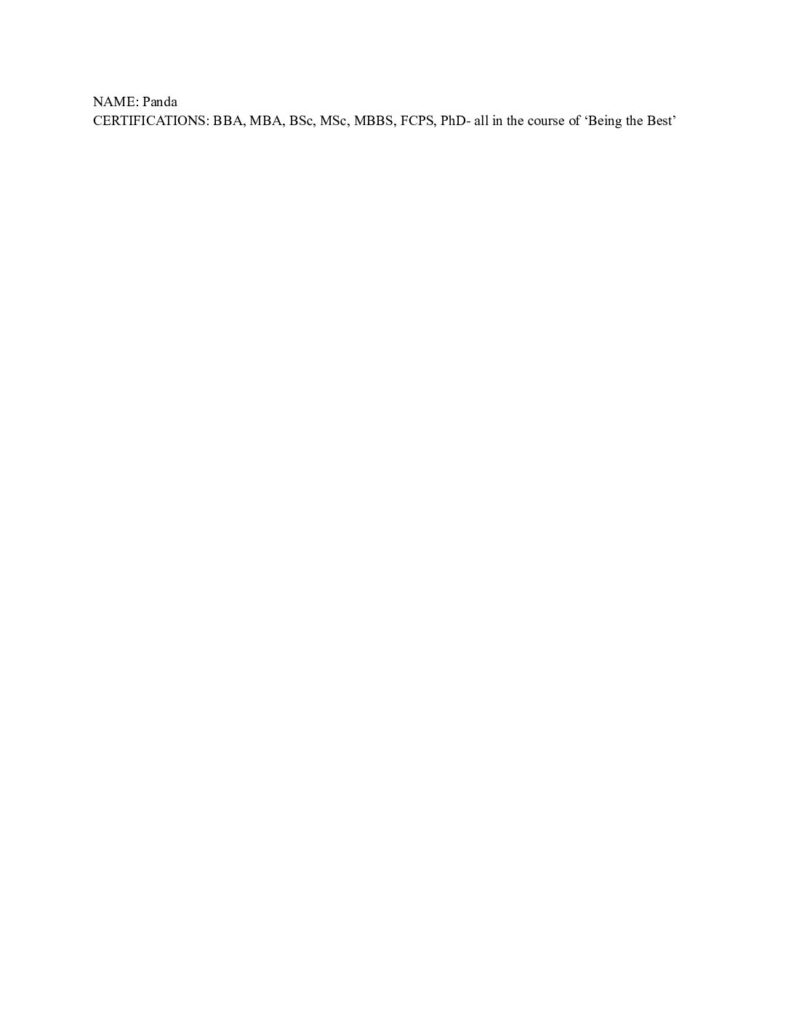 NAME: Panda
CERTIFICATIONS: BBA, MBA, BSc, MSc, MBBS, FCPS, PhD- all in the course of ‘Being the Best’